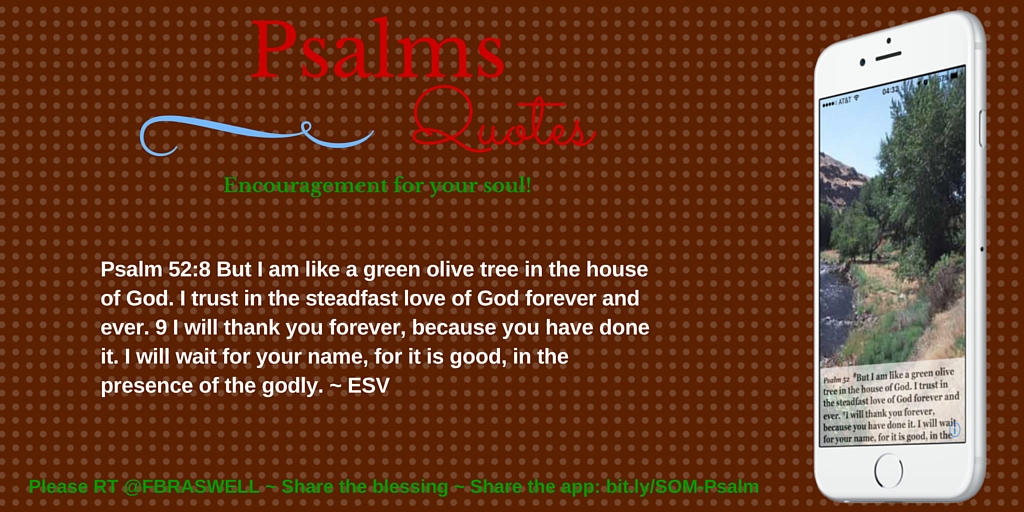 Psalms
Quotes
Encouragement for your soul!
Psalm 52:8 But I am like a green olive tree in the house
of God. I trust in the steadfast love of God forever and
ever. 9 I will thank you forever, because you have done
it. I will wait for your name, for it is good, in the
presence of the godly. ~ ESV
Please RT @FBRASWELL ~ Share the blessing ~ Share the app: bit.ly/SOM-Psalm
AT&T
Psalm 52 ⁸But I am like a green olive
tree in the house of God. I trust in
the steadfast love of God forever and
ever. ⁹I will thank you forever,
because you have done it. I will wait
for your name, for it is good, in the